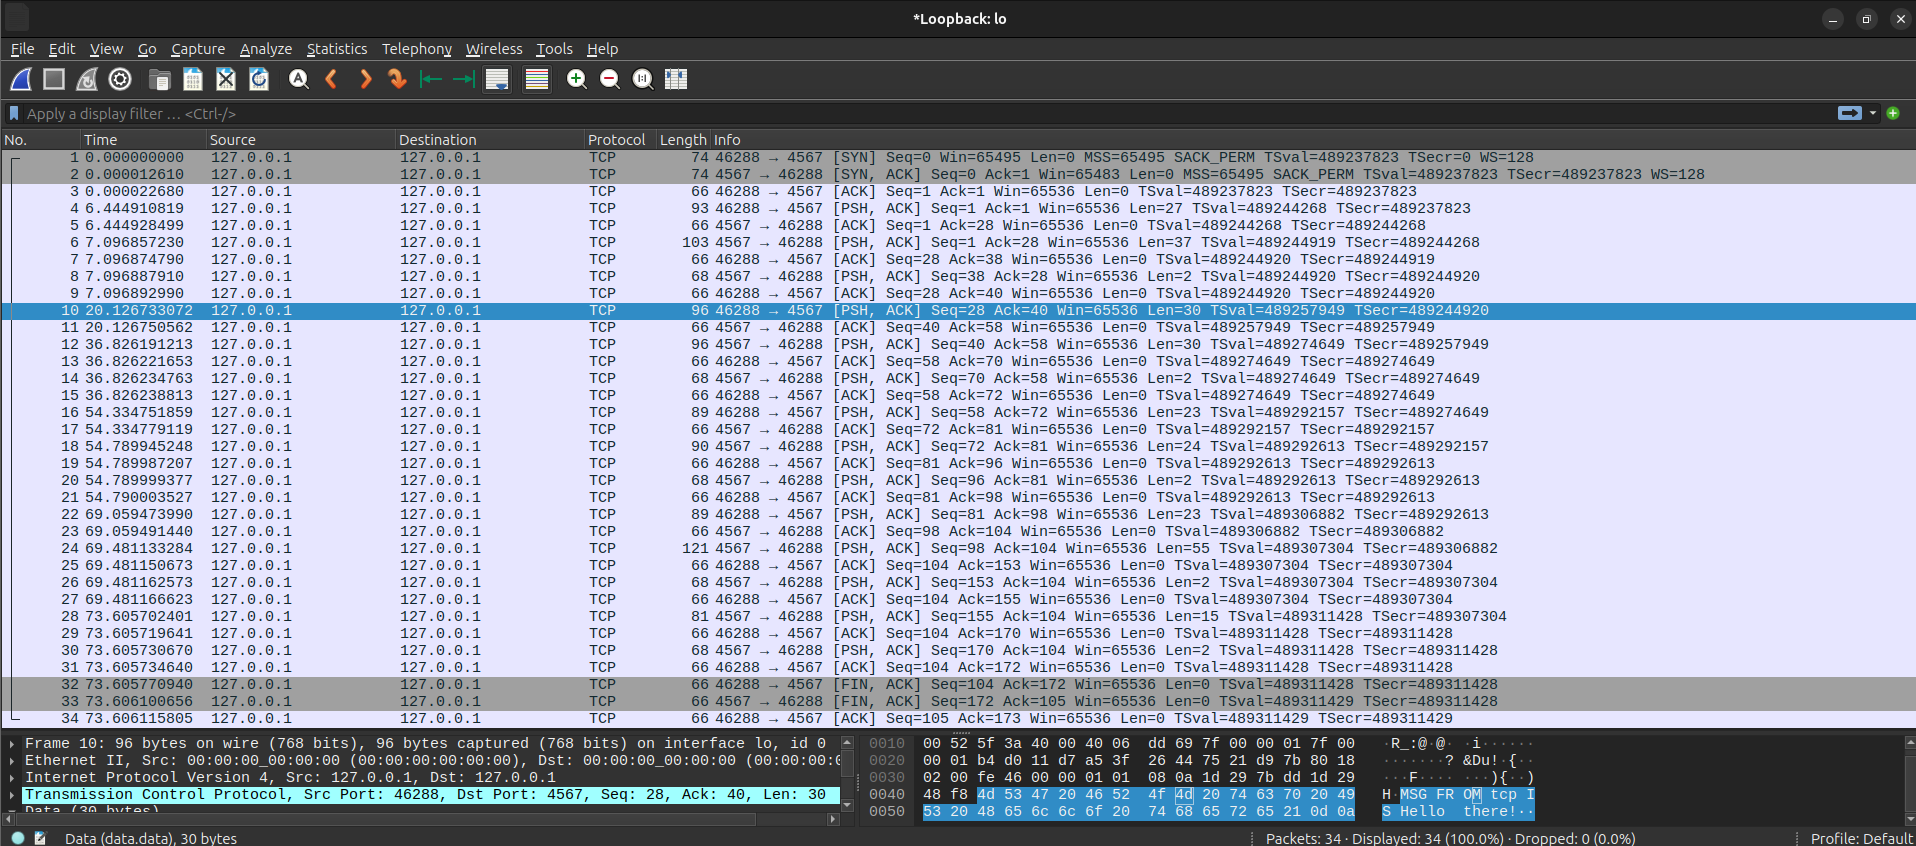 *Loopback: lo
File Edit View Go Capture Analyze Statistics Telephony Wireless Tools Help
Apply a display filter … <Ctrl-/>
No. Time Source Destination Protocol Length Info
1 0.000000000 127.0.0.1 127.0.0.1 TCP 74 46288 → 4567 [SYN] Seq=0 Win=65495 Len=0 MSS=65495 SACK_PERM TSval=489237823 TSecr=0 WS=128
2 0.000012610 127.0.0.1 127.0.0.1 TCP 74 4567 → 46288 [SYN, ACK] Seq=0 Ack=1 Win=65483 Len=0 MSS=65495 SACK_PERM TSval=489237823 TSecr=489237823 WS=128
3 0.000022680 127.0.0.1 127.0.0.1 TCP 66 46288 → 4567 [ACK] Seq=1 Ack=1 Win=65536 Len=0 TSval=489237823 TSecr=489237823
4 6.444910819 127.0.0.1 127.0.0.1 TCP 93 46288 → 4567 [PSH, ACK] Seq=1 Ack=1 Win=65536 Len=27 TSval=489244268 TSecr=489237823
5 6.444928499 127.0.0.1 127.0.0.1 TCP 66 4567 → 46288 [ACK] Seq=1 Ack=28 Win=65536 Len=0 TSval=489244268 TSecr=489244268
6 7.096857230 127.0.0.1 127.0.0.1 TCP 103 4567 → 46288 [PSH, ACK] Seq=1 Ack=28 Win=65536 Len=37 TSval=489244919 TSecr=489244268
7 7.096874790 127.0.0.1 127.0.0.1 TCP 66 46288 → 4567 [ACK] Seq=28 Ack=38 Win=65536 Len=0 TSval=489244920 TSecr=489244919
8 7.096887910 127.0.0.1 127.0.0.1 TCP 68 4567 → 46288 [PSH, ACK] Seq=38 Ack=28 Win=65536 Len=2 TSval=489244920 TSecr=489244920
9 7.096892990 127.0.0.1 127.0.0.1 TCP 66 46288 → 4567 [ACK] Seq=28 Ack=40 Win=65536 Len=0 TSval=489244920 TSecr=489244920
10 20.126733072 127.0.0.1 127.0.0.1 TCP 96 46288 → 4567 [PSH, ACK] Seq=28 Ack=40 Win=65536 Len=30 TSval=489257949 TSecr=489244920
11 20.126750562 127.0.0.1 127.0.0.1 TCP 66 4567 → 46288 [ACK] Seq=40 Ack=58 Win=65536 Len=0 TSval=489257949 TSecr=489257949
12 36.826191213 127.0.0.1 127.0.0.1 TCP 96 4567 → 46288 [PSH, ACK] Seq=40 Ack=58 Win=65536 Len=30 TSval=489274649 TSecr=489257949
13 36.826221653 127.0.0.1 127.0.0.1 TCP 66 46288 → 4567 [ACK] Seq=58 Ack=70 Win=65536 Len=0 TSval=489274649 TSecr=489274649
14 36.826234763 127.0.0.1 127.0.0.1 TCP 68 4567 → 46288 [PSH, ACK] Seq=70 Ack=58 Win=65536 Len=2 TSval=489274649 TSecr=489274649
15 36.826238813 127.0.0.1 127.0.0.1 TCP 66 46288 → 4567 [ACK] Seq=58 Ack=72 Win=65536 Len=0 TSval=489274649 TSecr=489274649
16 54.334751859 127.0.0.1 127.0.0.1 TCP 89 46288 → 4567 [PSH, ACK] Seq=58 Ack=72 Win=65536 Len=23 TSval=489292157 TSecr=489274649
17 54.334779119 127.0.0.1 127.0.0.1 TCP 66 4567 → 46288 [ACK] Seq=72 Ack=81 Win=65536 Len=0 TSval=489292157 TSecr=489292157
18 54.789945248 127.0.0.1 127.0.0.1 TCP 90 4567 → 46288 [PSH, ACK] Seq=72 Ack=81 Win=65536 Len=24 TSval=489292613 TSecr=489292157
19 54.789987207 127.0.0.1 127.0.0.1 TCP 66 46288 → 4567 [ACK] Seq=81 Ack=96 Win=65536 Len=0 TSval=489292613 TSecr=489292613
20 54.789999377 127.0.0.1 127.0.0.1 TCP 68 4567 → 46288 [PSH, ACK] Seq=96 Ack=81 Win=65536 Len=2 TSval=489292613 TSecr=489292613
21 54.790003527 127.0.0.1 127.0.0.1 TCP 66 46288 → 4567 [ACK] Seq=81 Ack=98 Win=65536 Len=0 TSval=489292613 TSecr=489292613
22 69.059473990 127.0.0.1 127.0.0.1 TCP 89 46288 → 4567 [PSH, ACK] Seq=81 Ack=98 Win=65536 Len=23 TSval=489306882 TSecr=489292613
23 69.059491440 127.0.0.1 127.0.0.1 TCP 66 4567 → 46288 [ACK] Seq=98 Ack=104 Win=65536 Len=0 TSval=489306882 TSecr=489306882
24 69.481133284 127.0.0.1 127.0.0.1 TCP 121 4567 → 46288 [PSH, ACK] Seq=98 Ack=104 Win=65536 Len=55 TSval=489307304 TSecr=489306882
25 69.481150673 127.0.0.1 127.0.0.1 TCP 66 46288 → 4567 [ACK] Seq=104 Ack=153 Win=65536 Len=0 TSval=489307304 TSecr=489307304
26 69.481162573 127.0.0.1 127.0.0.1 TCP 68 4567 → 46288 [PSH, ACK] Seq=153 Ack=104 Win=65536 Len=2 TSval=489307304 TSecr=489307304
27 69.481166623 127.0.0.1 127.0.0.1 TCP 66 46288 → 4567 [ACK] Seq=104 Ack=155 Win=65536 Len=0 TSval=489307304 TSecr=489307304
28 73.605702401 127.0.0.1 127.0.0.1 TCP 81 4567 → 46288 [PSH, ACK] Seq=155 Ack=104 Win=65536 Len=15 TSval=489311428 TSecr=489307304
29 73.605719641 127.0.0.1 127.0.0.1 TCP 66 46288 → 4567 [ACK] Seq=104 Ack=170 Win=65536 Len=0 TSval=489311428 TSecr=489311428
30 73.605730670 127.0.0.1 127.0.0.1 TCP 68 4567 → 46288 [PSH, ACK] Seq=170 Ack=104 Win=65536 Len=2 TSval=489311428 TSecr=489311428
31 73.605734640 127.0.0.1 127.0.0.1 TCP 66 46288 → 4567 [ACK] Seq=104 Ack=172 Win=65536 Len=0 TSval=489311428 TSecr=489311428
32 73.605770940 127.0.0.1 127.0.0.1 TCP 66 46288 → 4567 [FIN, ACK] Seq=104 Ack=172 Win=65536 Len=0 TSval=489311428 TSecr=489311428
33 73.606100656 127.0.0.1 127.0.0.1 TCP 66 4567 → 46288 [FIN, ACK] Seq=172 Ack=105 Win=65536 Len=0 TSval=489311429 TSecr=489311428
34 73.606115805 127.0.0.1 127.0.0.1 TCP 66 46288 → 4567 [ACK] Seq=105 Ack=173 Win=65536 Len=0 TSval=489311429 TSecr=489311429
Frame 10: 96 bytes on wire (768 bits), 96 bytes captured (768 bits) on interface lo, id 0
Ethernet II, Src: 00:00:00_00:00:00 (00:00:00:00:00:00), Dst: 00:00:00_00:00:00 (00:00:00:0
Internet Protocol Version 4, Src: 127.0.0.1, Dst: 127.0.0.1
Transmission Control Protocol, Src Port: 46288, Dst Port: 4567, Seq: 28, Ack: 40, Len: 30
Data (30 bytes)
0010 00 52 5f 3a 40 00 40 06 dd 69 7f 00 00 01 7f 00 ·R_:@·@· ·i······
0020 00 01 b4 d0 11 d7 a5 3f 26 44 75 21 d9 7b 80 18 ·······? &Du!·{··
0030 02 00 fe 46 00 00 01 01 08 0a 1d 29 7b dd 1d 29 ···F···· ···){··)
0040 48 f8 4d 53 47 20 46 52 4f 4d 20 74 63 70 20 49 H·MSG FR OM tcp I
0050 53 20 48 65 6c 6c 6f 20 74 68 65 72 65 21 0d 0a S Hello there!··
Data (data.data), 30 bytes
Packets: 34 · Displayed: 34 (100.0%) · Dropped: 0 (0.0%)
Profile: Default